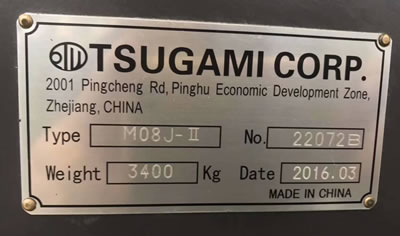 TSUGAMI CORP.
2001 Pingcheng Rd, Pinghu Economic Development Zone,
Zhejiang, CHINA
Type M08J-II No. 22072B
Weight 3400 Kg Date 2016.03
MADE IN CHINA